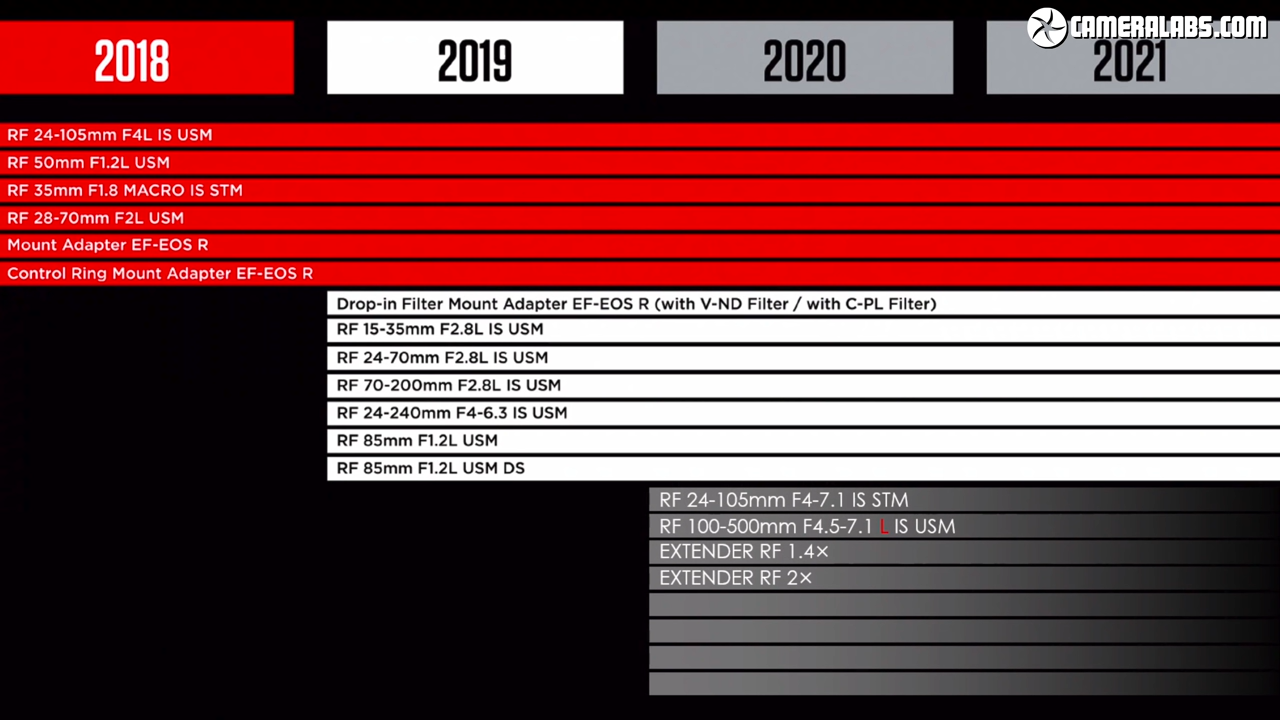 CAMERALABS.COM
2018 2019 2020 2021
RF 24-105mm F4L IS USM
RF 50mm F1.2L USM
RF 35mm F1.8 MACRO IS STM
RF 28-70mm F2L USM
Mount Adapter EF-EOS R
Control Ring Mount Adapter EF-EOS R
Drop-in Filter Mount Adapter EF-EOS R (with V-ND Filter / with C-PL Filter)
RF 15-35mm F2.8L IS USM
RF 24-70mm F2.8L IS USM
RF 70-200mm F2.8L IS USM
RF 24-240mm F4-6.3 IS USM
RF 85mm F1.2L USM
RF 85mm F1.2L USM DS
RF 24-105mm F4-7.1 IS STM
RF 100-500mm F4.5-7.1 L IS USM
EXTENDER RF 1.4×
EXTENDER RF 2×